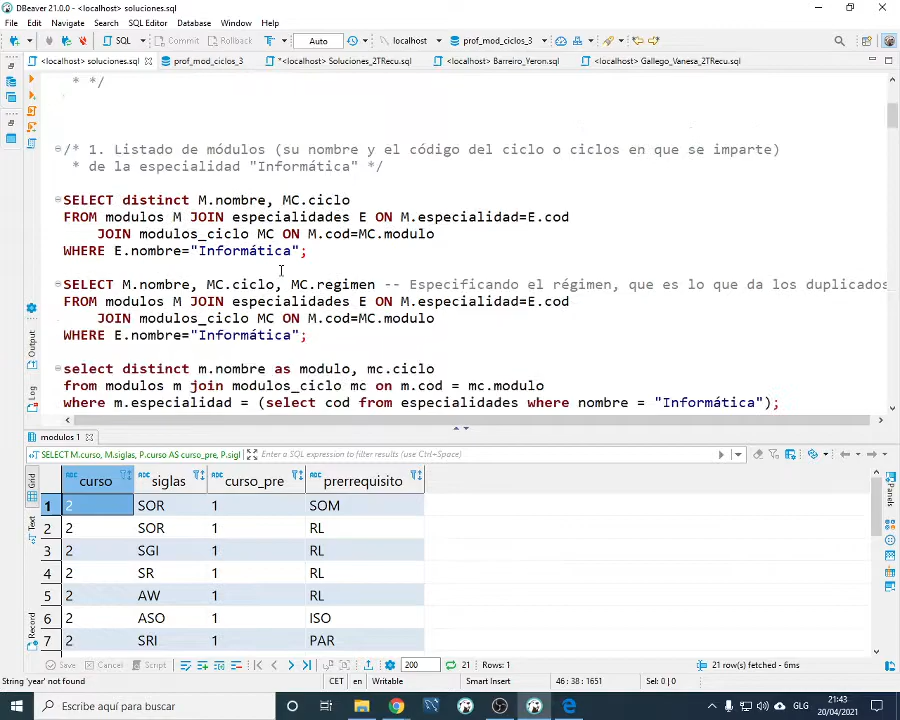 DBeaver 21.0.0 - <localhost> soluciones.sql
File Edit Navigate Search SQL Editor Database Window Help
SQL Commit Rollback Auto localhost prof_mod_ciclos_3
<localhost> soluciones.sql prof_mod_ciclos_3 *<localhost> Soluciones_2TRecu.sql <localhost> Barreiro_Yeron.sql <localhost> Gallego_Vanesa_2TRecu.sql
* */
/* 1. Listado de módulos (su nombre y el código del ciclo o ciclos en que se imparte)
* de la especialidad "Informática" */
SELECT distinct M.nombre, MC.ciclo
FROM modulos M JOIN especialidades E ON M.especialidad=E.cod
JOIN modulos_ciclo MC ON M.cod=MC.modulo
WHERE E.nombre="Informática";
SELECT M.nombre, MC.ciclo, MC.regimen -- Especificando el régimen, que es lo que da los duplicados
FROM modulos M JOIN especialidades E ON M.especialidad=E.cod
JOIN modulos_ciclo MC ON M.cod=MC.modulo
WHERE E.nombre="Informática";
select distinct m.nombre as modulo, mc.ciclo
from modulos m join modulos_ciclo mc on m.cod = mc.modulo
where m.especialidad = (select cod from especialidades where nombre = "Informática");
Output
Log
modulos 1
SELECT M.curso, M.siglas, P.curso AS curso_pre, P.sigl Enter a SQL expression to filter results (use Ctrl+Space)
Grid
Text
Record
Panels
curso siglas curso_pre prerrequisito
1 2 SOR 1 SOM
2 2 SOR 1 RL
3 2 SGI 1 RL
4 2 SR 1 RL
5 2 AW 1 RL
6 2 ASO 1 ISO
7 2 SRI 1 PAR
Save Cancel Script 200 21 Rows: 1 21 row(s) fetched - 6ms
String 'year' not found CET en Writable Smart Insert 46 : 38 : 1651 Sel: 0 | 0
Escribe aquí para buscar GLG 21:43
20/04/2021